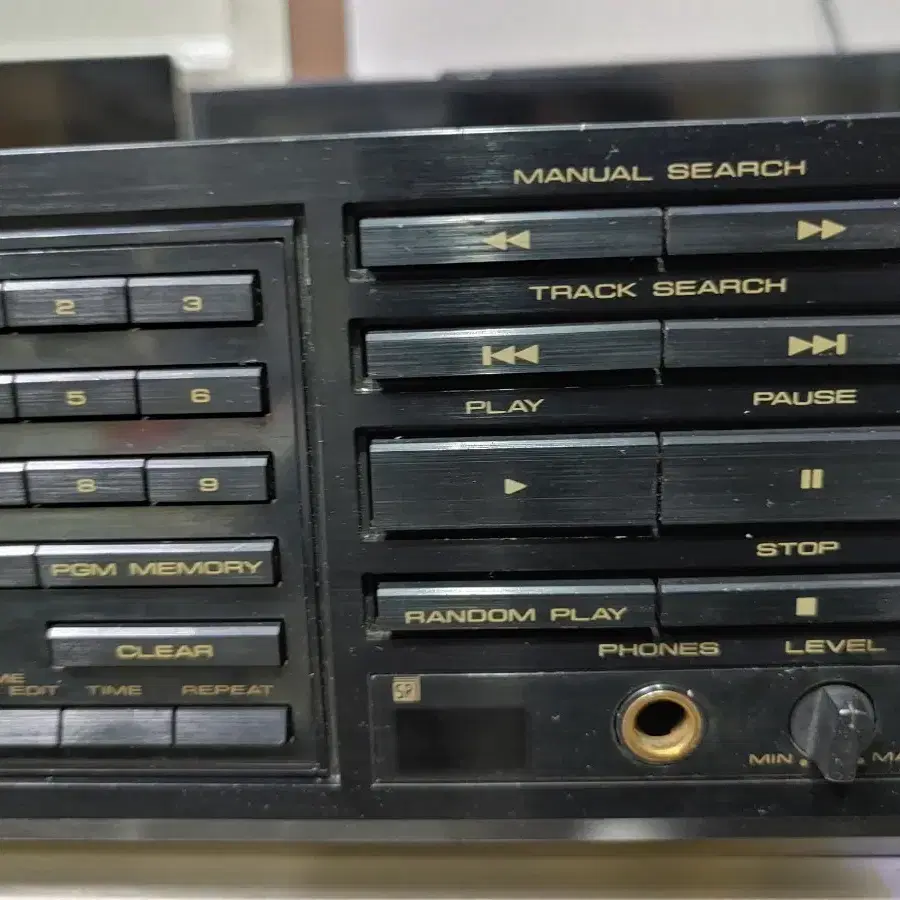 MANUAL SEARCH
TRACK SEARCH
2 3
5 6
PLAY PAUSE
8 9
STOP
PGM MEMORY
RANDOM PLAY
CLEAR
PHONES LEVEL
EDIT TIME REPEAT
SR
MIN